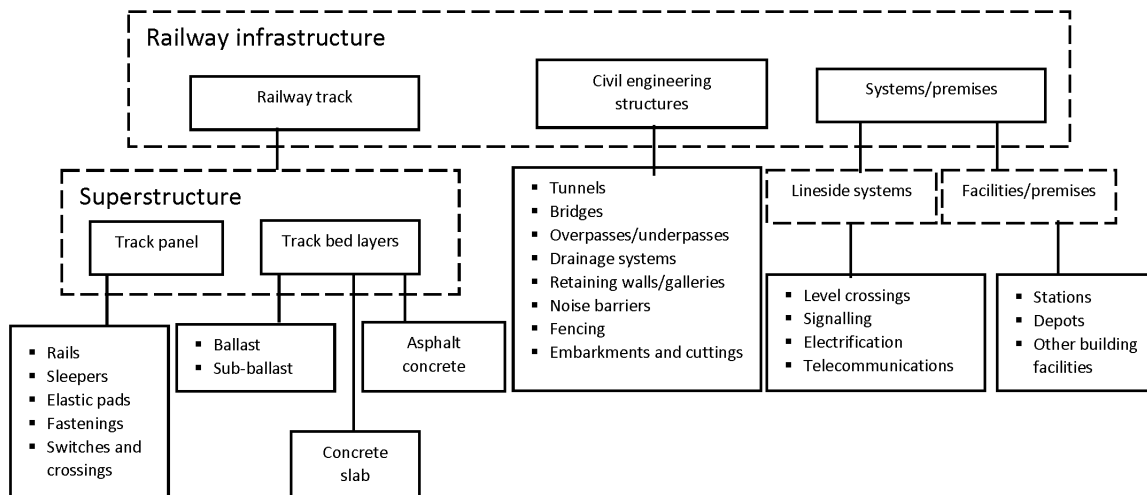 Railway infrastructure
Railway track
Civil engineering
structures
Systems/premises
Superstructure
Track panel
Track bed layers
▪ Tunnels
▪ Bridges
▪ Overpasses/underpasses
▪ Drainage systems
▪ Retaining walls/galleries
▪ Noise barriers
▪ Fencing
▪ Embarkments and cuttings
Lineside systems
Facilities/premises
▪ Rails
▪ Sleepers
▪ Elastic pads
▪ Fastenings
▪ Switches and
crossings
▪ Ballast
▪ Sub-ballast
Asphalt
concrete
Concrete
slab
▪ Level crossings
▪ Signalling
▪ Electrification
▪ Telecommunications
▪ Stations
▪ Depots
▪ Other building
facilities